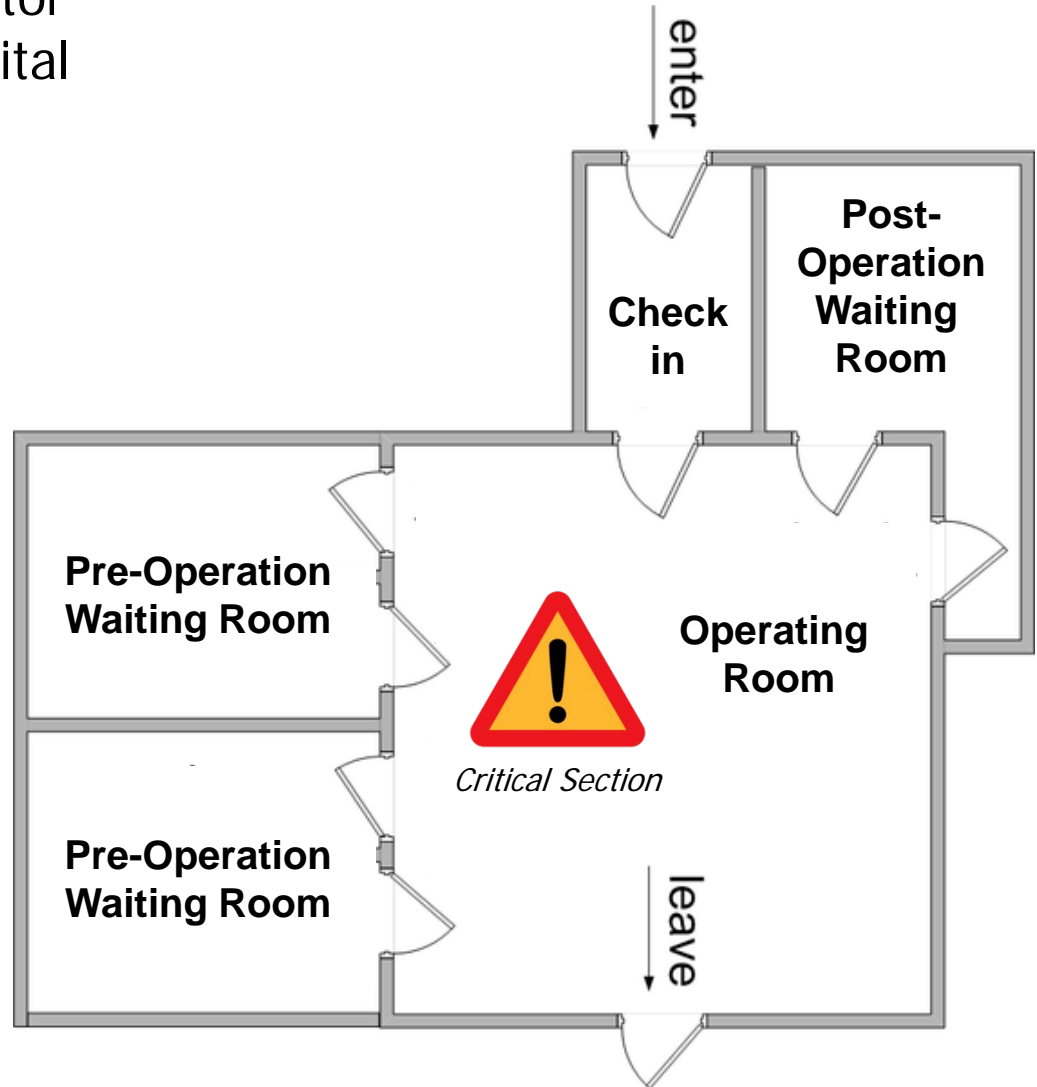 ital
enter
Post-
Operation
Waiting
Room
Check
in
Pre-Operation
Waiting Room
Operating
Room
Critical Section
Pre-Operation
Waiting Room
leave